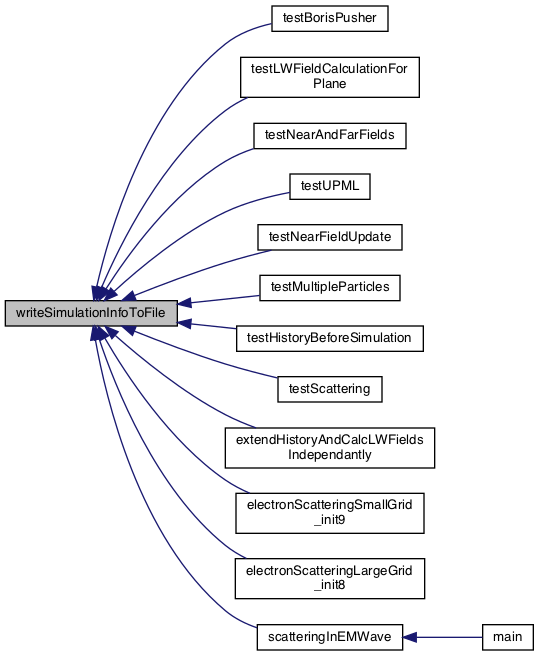 testBorisPusher
testLWFieldCalculationFor
Plane
testNearAndFarFields
testUPML
testNearFieldUpdate
testMultipleParticles
writeSimulationInfoToFile
testHistoryBeforeSimulation
testScattering
extendHistoryAndCalcLWFields
Independantly
electronScatteringSmallGrid
_init9
electronScatteringLargeGrid
_init8
scatteringInEMWave
main